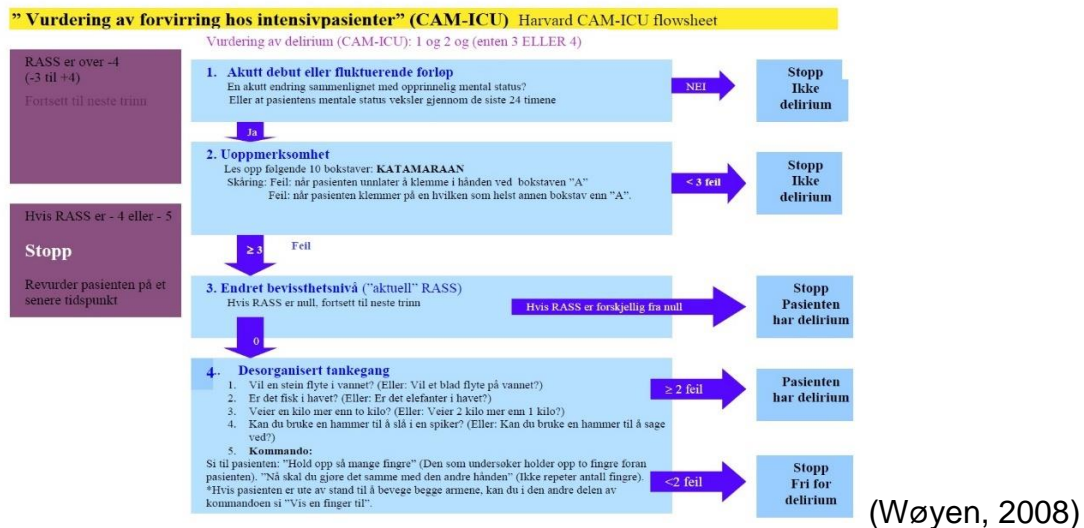 ” Vurdering av forvirring hos intensivpasienter” (CAM-ICU) Harvard CAM-ICU flowsheet
Vurdering av delirium (CAM-ICU): 1 og 2 og (enten 3 ELLER 4)
RASS er over -4
(-3 til +4)
Fortsett til neste trinn
1. Akutt debut eller fluktuerende forløp
En akutt endring sammenlignet med opprinnelig mental status?
Eller at pasientens mentale status veksler gjennom de siste 24 timene
NEI
Stopp
Ikke
delirium
Ja
2. Uoppmerksomhet
Les opp følgende 10 bokstaver: KATAMARAAN
Skåring: Feil: når pasienten unnlater å klemme i hånden ved bokstaven ”A”
Feil: når pasienten klemmer på en hvilken som helst annen bokstav enn ”A”.
< 3 feil
Stopp
Ikke
delirium
Hvis RASS er - 4 eller - 5
Stopp
Revurder pasienten på et
senere tidspunkt
≥ 3
Feil
3. Endret bevissthetsnivå (”aktuell” RASS)
Hvis RASS er null, fortsett til neste trinn
Hvis RASS er forskjellig fra null
Stopp
Pasienten
har delirium
0
4.. Desorganisert tankegang
1. Vil en stein flyte i vannet? (Eller: Vil et blad flyte på vannet?)
2. Er det fisk i havet? (Eller: Er det elefanter i havet?)
3. Veier en kilo mer enn to kilo? (Eller: Veier 2 kilo mer enn 1 kilo?)
4. Kan du bruke en hammer til å slå i en spiker? (Eller: Kan du bruke en hammer til å sage
ved?)
5. Kommando:
Si til pasienten: ”Hold opp så mange fingre” (Den som undersøker holder opp to fingre foran
pasienten). ”Nå skal du gjøre det samme med den andre hånden” (Ikke repeter antall fingre).
*Hvis pasienten er ute av stand til å bevege begge armene, kan du i den andre delen av
kommandoen si ”Vis en finger til”.
≥ 2 feil
Pasienten
har delirium
<2 feil
Stopp
Fri for
delirium
(Wøyen, 2008)